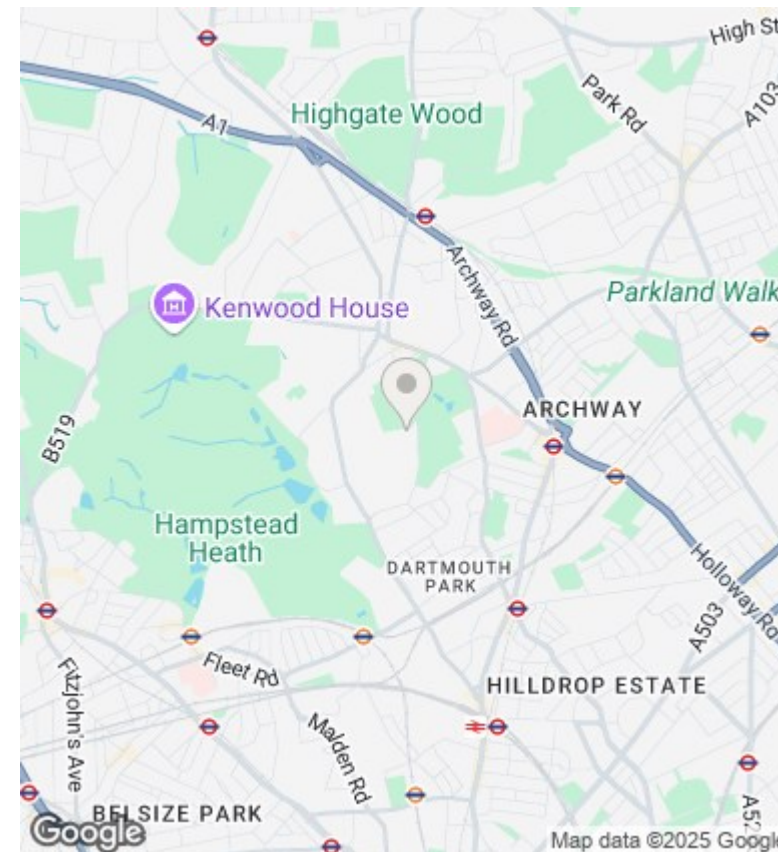 High St
Park Rd
A103
A1
Highgate Wood
Archway Rd
Parkland Walk
Kenwood House
ARCHWAY
B519
Hampstead
Heath
DARTMOUTH
PARK
Holloway Rd
A503
Fleet Rd
Fitzjohn's Ave
HILLDROP ESTATE
Malden Rd
BELSIZE PARK
A52
Google
Map data ©2025 Google